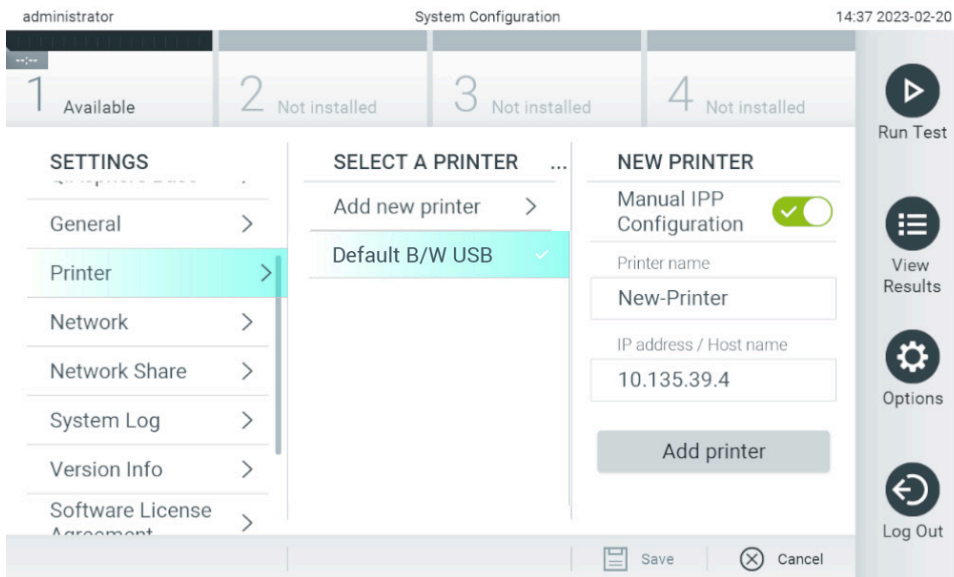 administrator
System Configuration
14:37 2023-02-20
--:--
1 Available
2 Not installed
3 Not installed
4 Not installed
Run Test
View
Results
Options
Log Out
SETTINGS
General
Printer
Network
Network Share
System Log
Version Info
Software License
Agreement
SELECT A PRINTER ...
Add new printer
Default B/W USB
NEW PRINTER
Manual IPP
Configuration
Printer name
New-Printer
IP address / Host name
10.135.39.4
Add printer
Save
Cancel